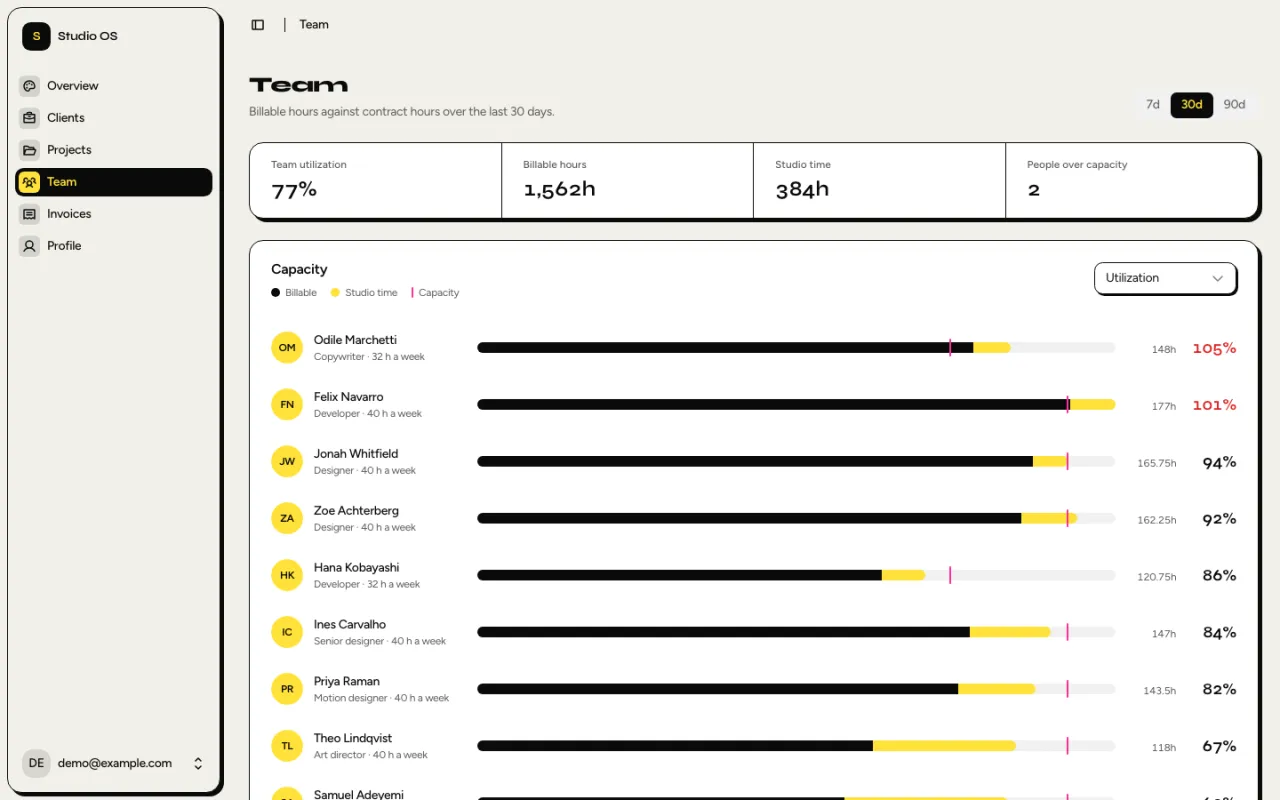 S Studio OS
Overview
Clients
Projects
Team
Invoices
Profile
DE demo@example.com
Team
Team
Billable hours against contract hours over the last 30 days.
7d 30d 90d
Team utilization
77%
Billable hours
1,562h
Studio time
384h
People over capacity
2
Capacity
Billable Studio time Capacity
Utilization
OM Odile Marchetti
Copywriter · 32 h a week
148h 105%
FN Felix Navarro
Developer · 40 h a week
177h 101%
JW Jonah Whitfield
Designer · 40 h a week
165.75h 94%
ZA Zoe Achterberg
Designer · 40 h a week
162.25h 92%
HK Hana Kobayashi
Developer · 32 h a week
120.75h 86%
IC Ines Carvalho
Senior designer · 40 h a week
147h 84%
PR Priya Raman
Motion designer · 40 h a week
143.5h 82%
TL Theo Lindqvist
Art director · 40 h a week
118h 67%
Samuel Adeyemi